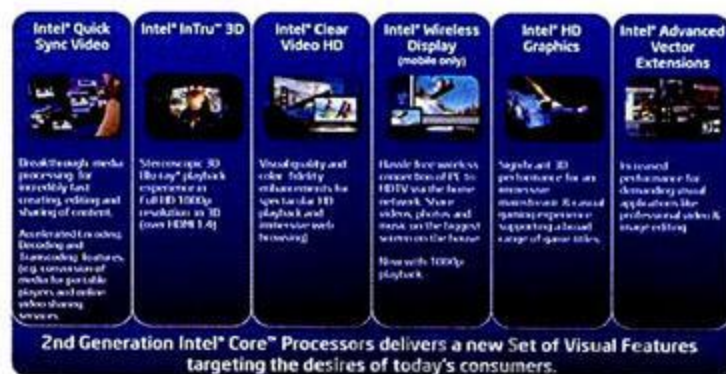 Intel® Quick
Sync Video
Breakthrough media
processing for
incredibly fast
creating, editing and
sharing of content.
Accelerated Encoding,
Decoding and
Transcoding features
(e.g. conversion of
media for portable
players and online
video sharing
services
Intel® InTru™ 3D
Stereoscopic 3D
Blu-ray® playback
experience in
Full HD 1080p
resolution in 3D
(over HDMI 1.4)
Intel® Clear
Video HD
Visual quality and
color fidelity
enhancements for
spectacular HD
playback and
immersive web
browsing
Intel® Wireless
Display
(mobile only)
Hassle free wireless
connection of PC to
HDTV via the home
network. Share
videos, photos and
music on the biggest
screen on the house
Now with 1080p
playback
Intel® HD
Graphics
Significant 3D
performance for an
immersive
mainstream & casual
gaming experience
supporting a broad
range of game titles.
Intel® Advanced
Vector
Extensions
Increased
performance for
demanding visual
applications like
professional video &
image editing
2nd Generation Intel® Core™ Processors delivers a new Set of Visual Features
targeting the desires of today's consumers.